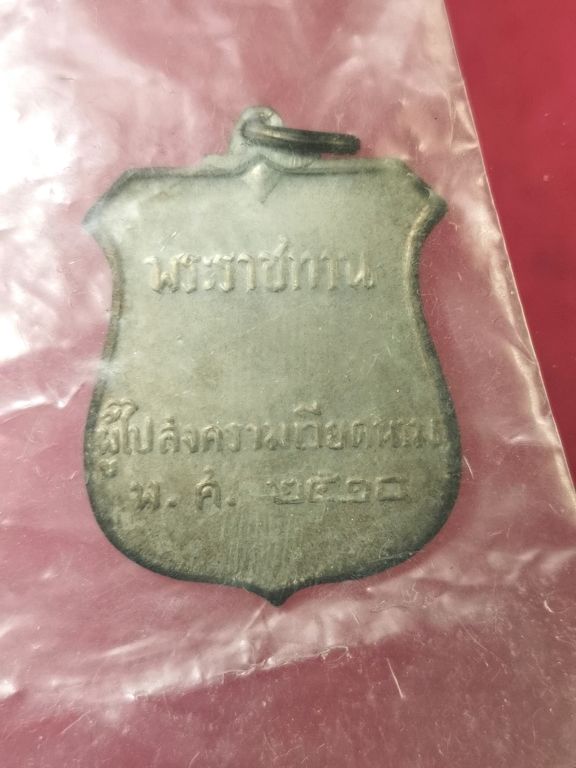 พระราชทาน
ผู้ไปสงครามเวียดนาม
พ.ศ. ๒๕๑๐